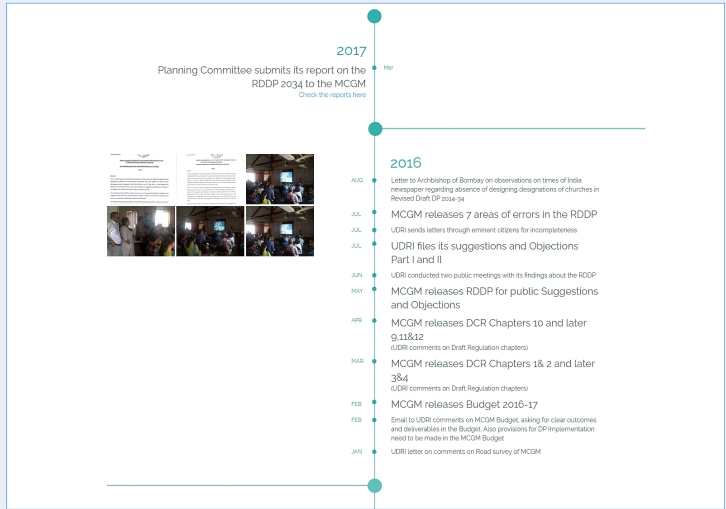 2017
Mar
Planning Committee submits its report on the
RDDP 2034 to the MCGM
Check the reports here
2016
AUG
Letter to Archbishop of Bombay on observations on times of India
newspaper regarding absence of designing designations of churches in
Revised Draft DP 2014-34
JUL
MCGM releases 7 areas of errors in the RDDP
JUL
UDRI sends letters through eminent citizens for incompleteness
JUL
UDRI files its suggestions and Objections
Part I and II
JUN
UDRI conducted two public meetings with its findings about the RDDP
MAY
MCGM releases RDDP for public Suggestions
and Objections
APR
MCGM releases DCR Chapters 10 and later
9,11&12
(UDRI comments on Draft Regulation chapters)
MAR
MCGM releases DCR Chapters 1& 2 and later
3&4
(UDRI comments on Draft Regulation chapters)
FEB
MCGM releases Budget 2016-17
FEB
Email to UDRI comments on MCGM Budget, asking for clear outcomes
and deliverables in the Budget. Also provisions for DP Implementation
need to be made in the MCGM Budget
JAN
UDRI letter on comments on Road survey of MCGM